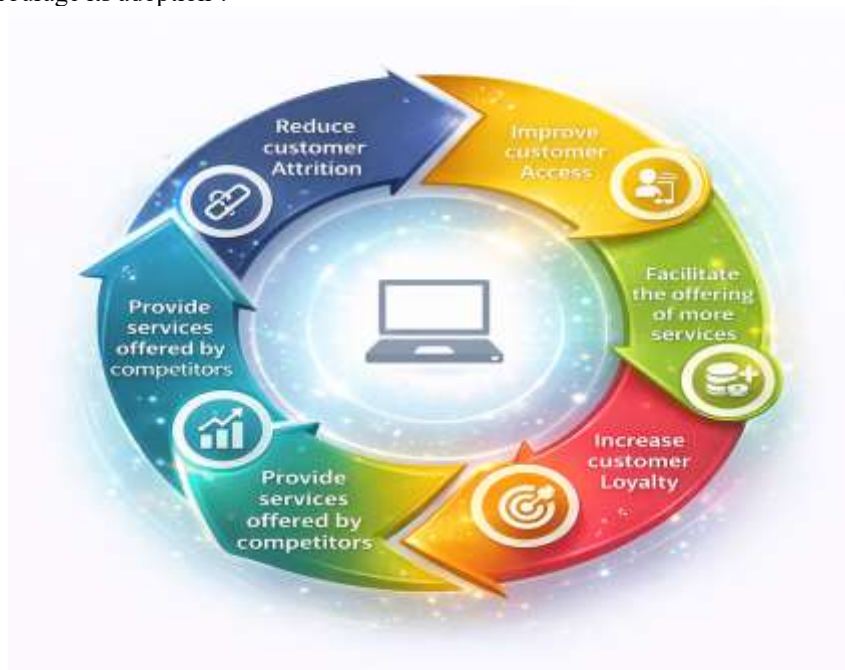 adoption .
Reduce
customer
Attrition
Improve
customer
Access
Facilitate
the offering
of more
services
Increase
customer
Loyalty
Provide
services
offered by
competitors
Provide
services
offered by
competitors